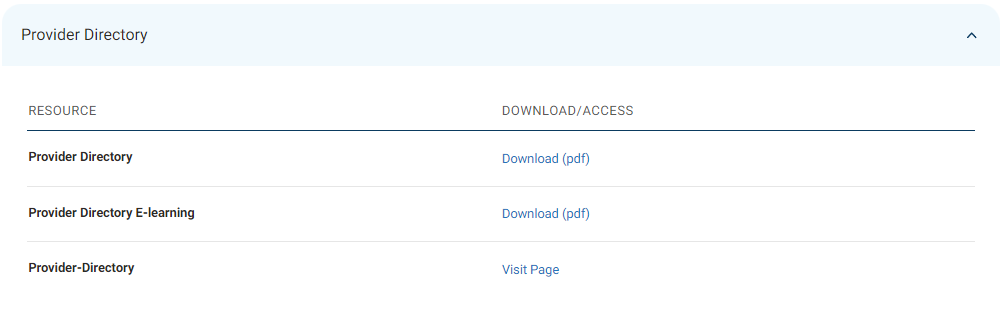 Provider Directory
RESOURCE DOWNLOAD/ACCESS
Provider Directory Download (pdf)
Provider Directory E-learning Download (pdf)
Provider-Directory Visit Page